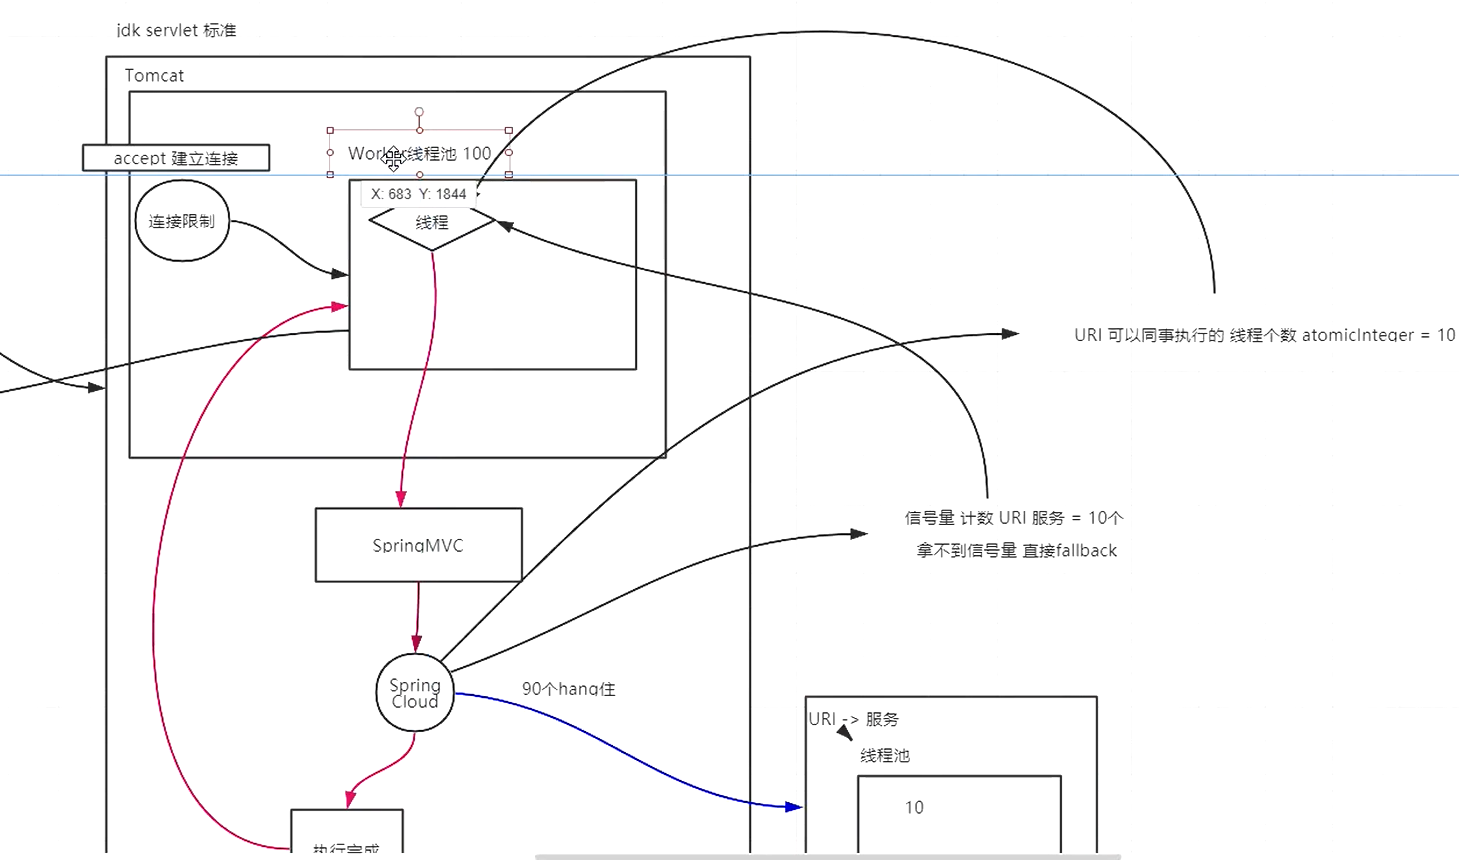 jdk servlet 标准
Tomcat
accept 建立连接
Worker线程池 100
X: 683 Y: 1844
连接限制
线程
URI 可以同事执行的 线程个数 atomicInteger = 10
信号量 计数 URI 服务 = 10个
拿不到信号量 直接fallback
SpringMVC
Spring
Cloud
90个hang住
URI -> 服务
线程池
10
执行完成